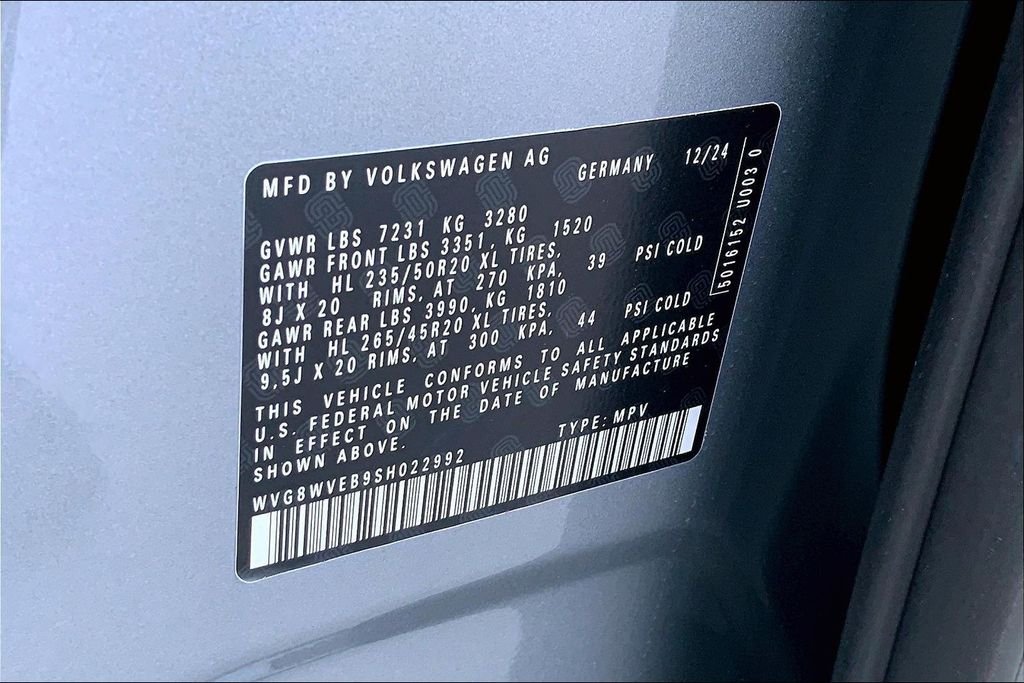 MFD BY VOLKSWAGEN AG GERMANY 12/24
GVWR LBS 7231 KG 3280
GAWR FRONT LBS 3351, KG 1520
WITH HL 235/50R20 XL TIRES,
8J X 20 RIMS, AT 270 KPA, 39 PSI COLD
GAWR REAR LBS 3990, KG 1810
WITH HL 265/45R20 XL TIRES,
9,5J X 20 RIMS, AT 300 KPA, 44 PSI COLD
THIS VEHICLE CONFORMS TO ALL APPLICABLE
U.S. FEDERAL MOTOR VEHICLE SAFETY STANDARDS
IN EFFECT ON THE DATE OF MANUFACTURE
SHOWN ABOVE.
WVG8WVEB9SH022992 TYPE: MPV
5016152 U003 0